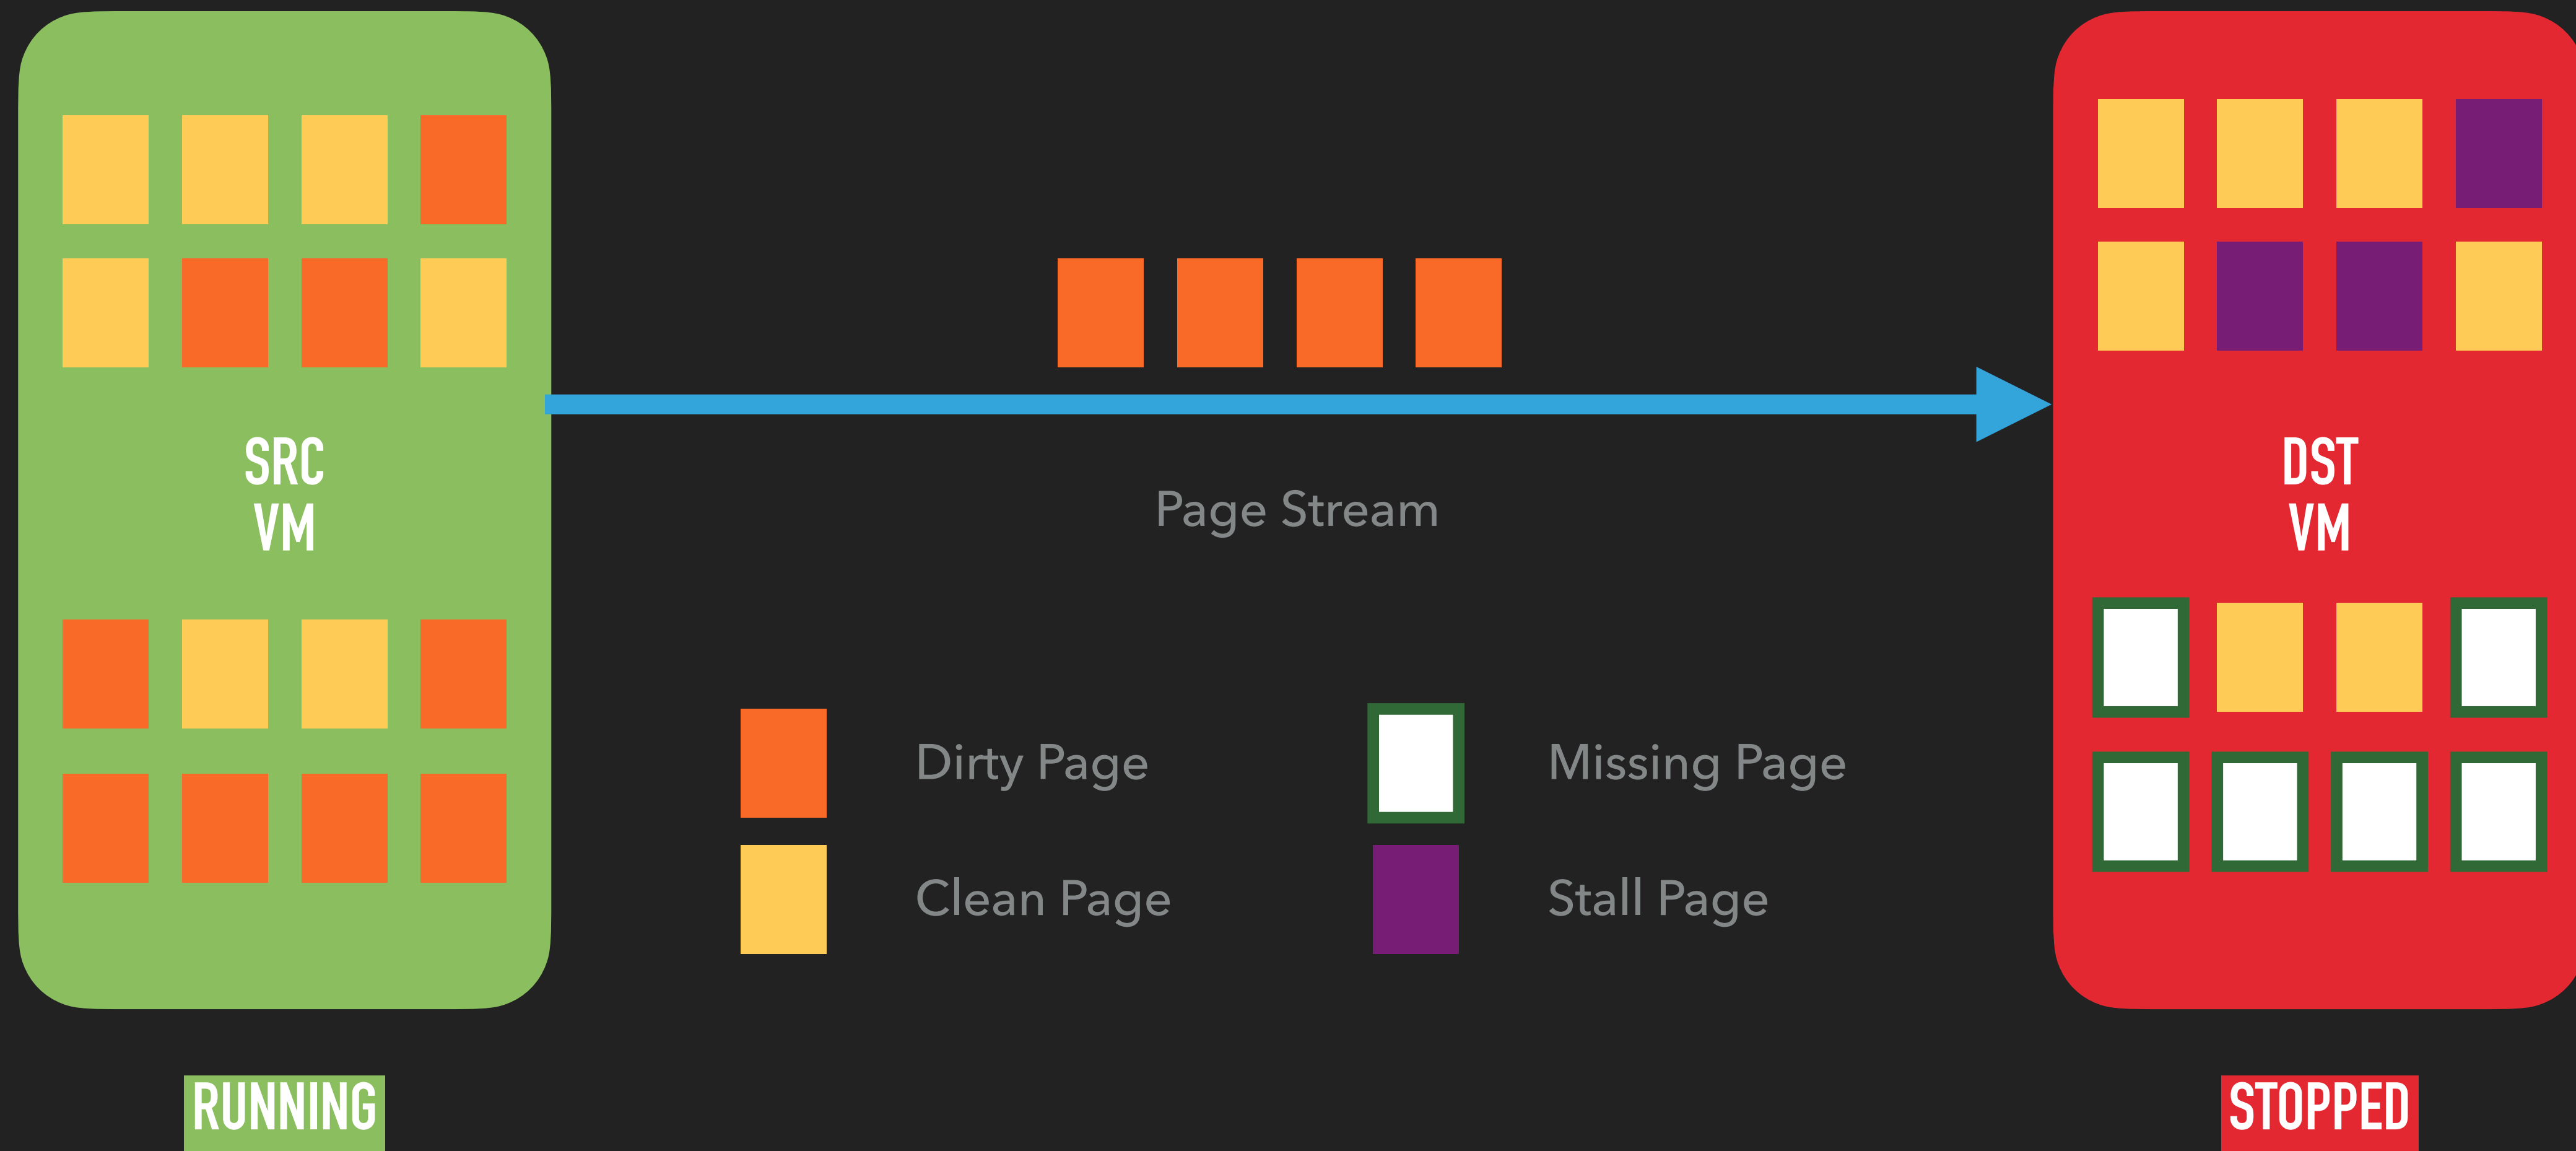 SRC
VM
Page Stream
DST
VM
Dirty Page
Missing Page
Clean Page
Stall Page
RUNNING
STOPPED